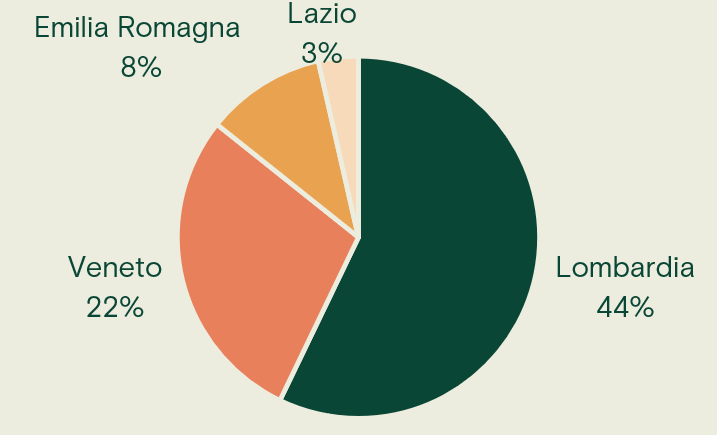 Lazio
3%
Emilia Romagna
8%
Veneto
22%
Lombardia
44%